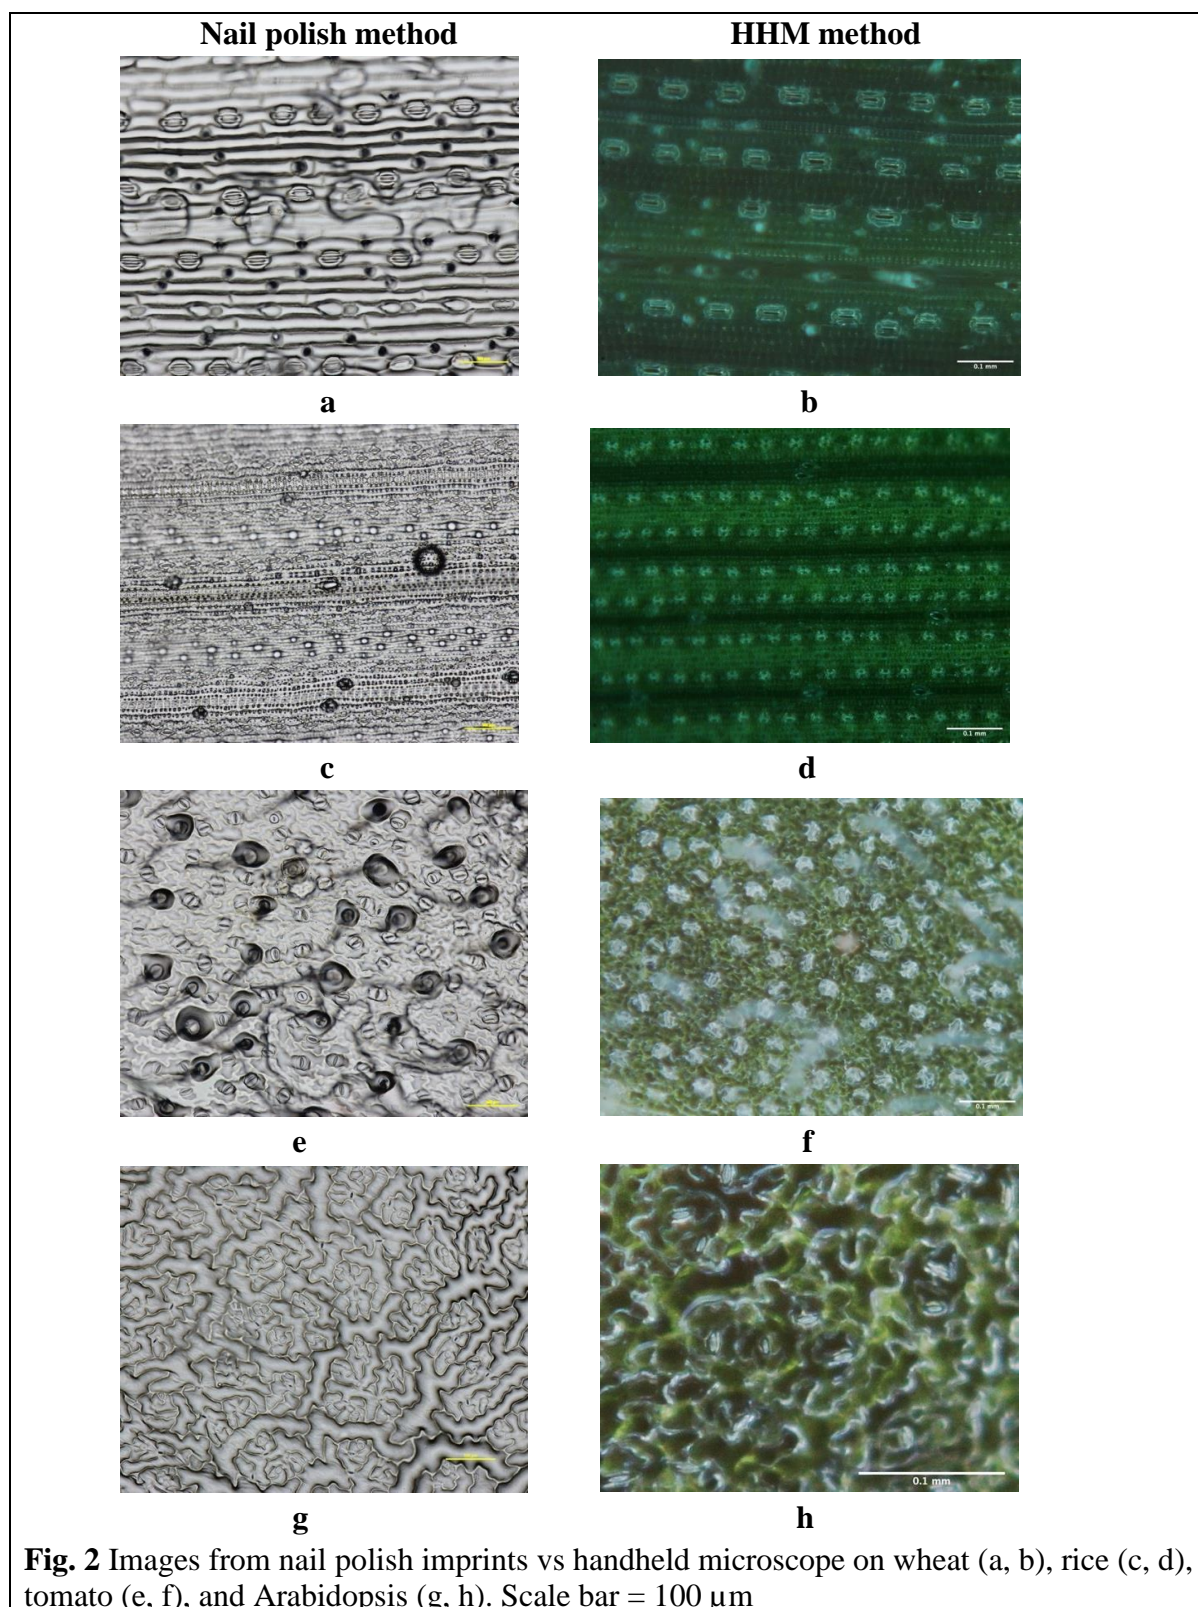 Nail polish method HHM method
0.1 mm
a b
0.1 mm
c d
0.1 mm
e f
0.1 mm
g h
Fig. 2 Images from nail polish imprints vs handheld microscope on wheat (a, b), rice (c, d),
tomato (e, f), and Arabidopsis (g, h). Scale bar = 100 µm